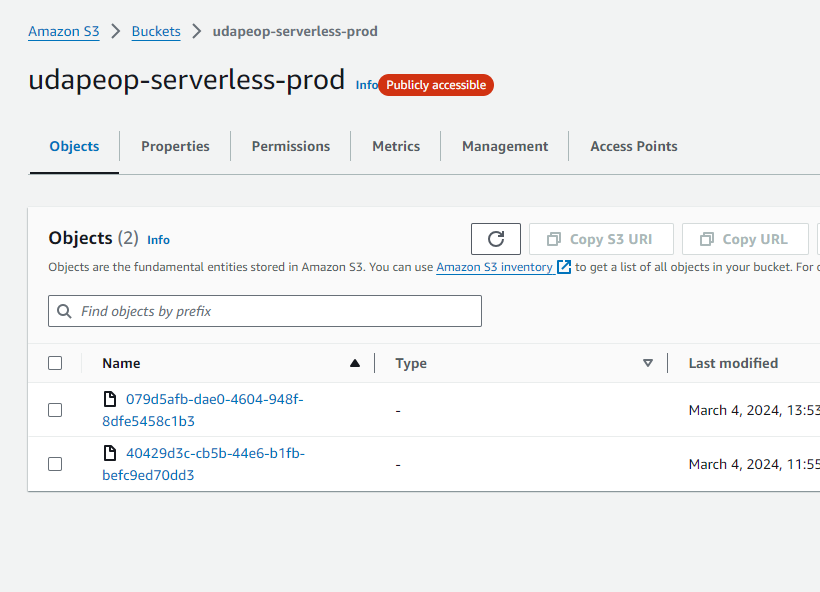 Amazon S3 > Buckets > udapeop-serverless-prod
udapeop-serverless-prod Info Publicly accessible
Objects Properties Permissions Metrics Management Access Points
Objects (2) Info Copy S3 URI Copy URL
Objects are the fundamental entities stored in Amazon S3. You can use Amazon S3 inventory to get a list of all objects in your bucket. For
Find objects by prefix
Name Type Last modified
079d5afb-dae0-4604-948f-
8dfe5458c1b3
- March 4, 2024, 13:53
40429d3c-cb5b-44e6-b1fb-
befc9ed70dd3
- March 4, 2024, 11:55